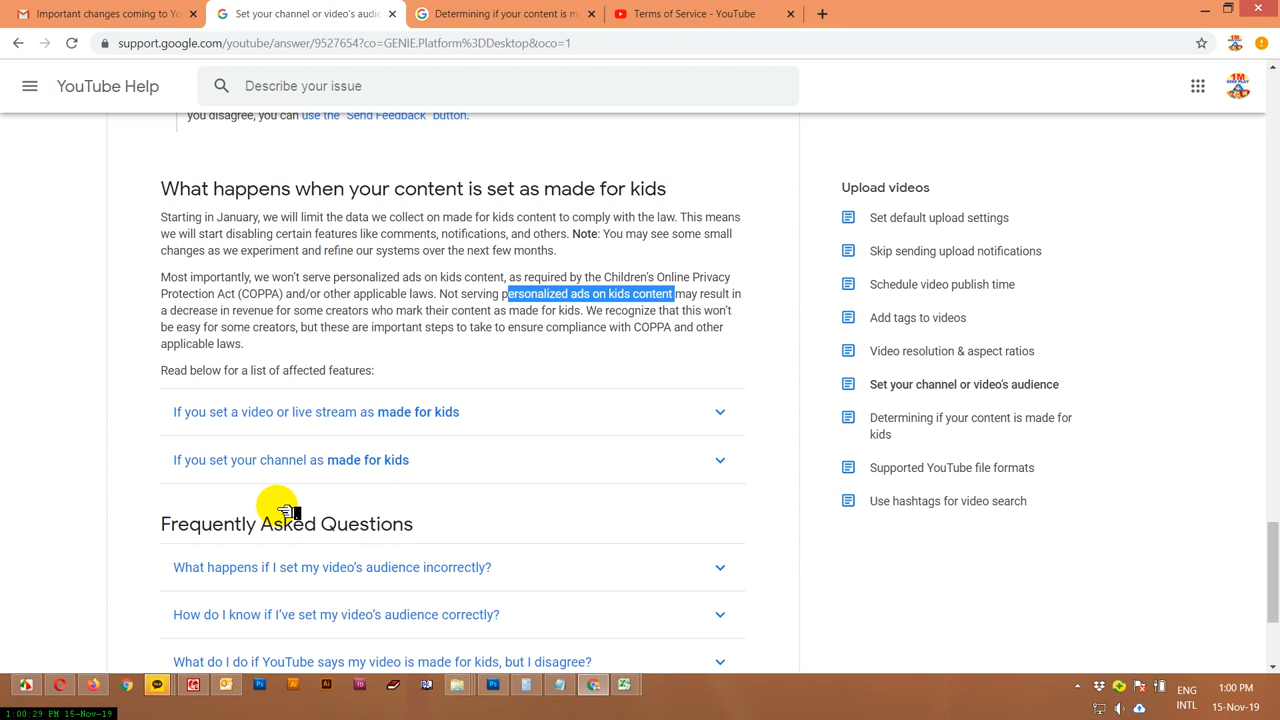 Important changes coming to Yo
Set your channel or video's audie
Determining if your content is m
Terms of Service - YouTube
support.google.com/youtube/answer/9527654?co=GENIE.Platform%3DDesktop&oco=1
YouTube Help
Describe your issue
you disagree, you can use the "Send Feedback" button.
What happens when your content is set as made for kids
Starting in January, we will limit the data we collect on made for kids content to comply with the law. This means
we will start disabling certain features like comments, notifications, and others. Note: You may see some small
changes as we experiment and refine our systems over the next few months.
Most importantly, we won't serve personalized ads on kids content, as required by the Children's Online Privacy
Protection Act (COPPA) and/or other applicable laws. Not serving personalized ads on kids content may result in
a decrease in revenue for some creators who mark their content as made for kids. We recognize that this won't
be easy for some creators, but these are important steps to take to ensure compliance with COPPA and other
applicable laws.
Read below for a list of affected features:
If you set a video or live stream as made for kids
If you set your channel as made for kids
Frequently Asked Questions
What happens if I set my video's audience incorrectly?
How do I know if I've set my video's audience correctly?
What do I do if YouTube says my video is made for kids, but I disagree?
Upload videos
Set default upload settings
Skip sending upload notifications
Schedule video publish time
Add tags to videos
Video resolution & aspect ratios
Set your channel or video's audience
Determining if your content is made for
kids
Supported YouTube file formats
Use hashtags for video search
ENG
INTL
1:00 PM
15-Nov-19
1:00:29 PM 15-Nov-19